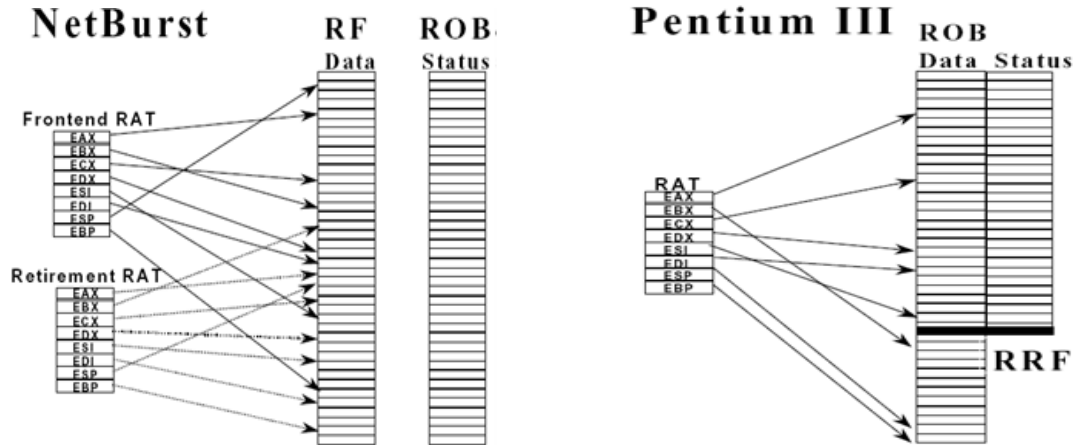 NetBurst
RF
ROB
Data
Status
Frontend RAT
EAX
EBX
ECX
EDX
ESI
EDI
ESP
EBP
Retirement RAT
EAX
EBX
ECX
EDX
ESI
EDI
ESP
EBP
Pentium III
ROB
Data
Status
RAT
EAX
EBX
ECX
EDX
ESI
EDI
ESP
EBP
RRF